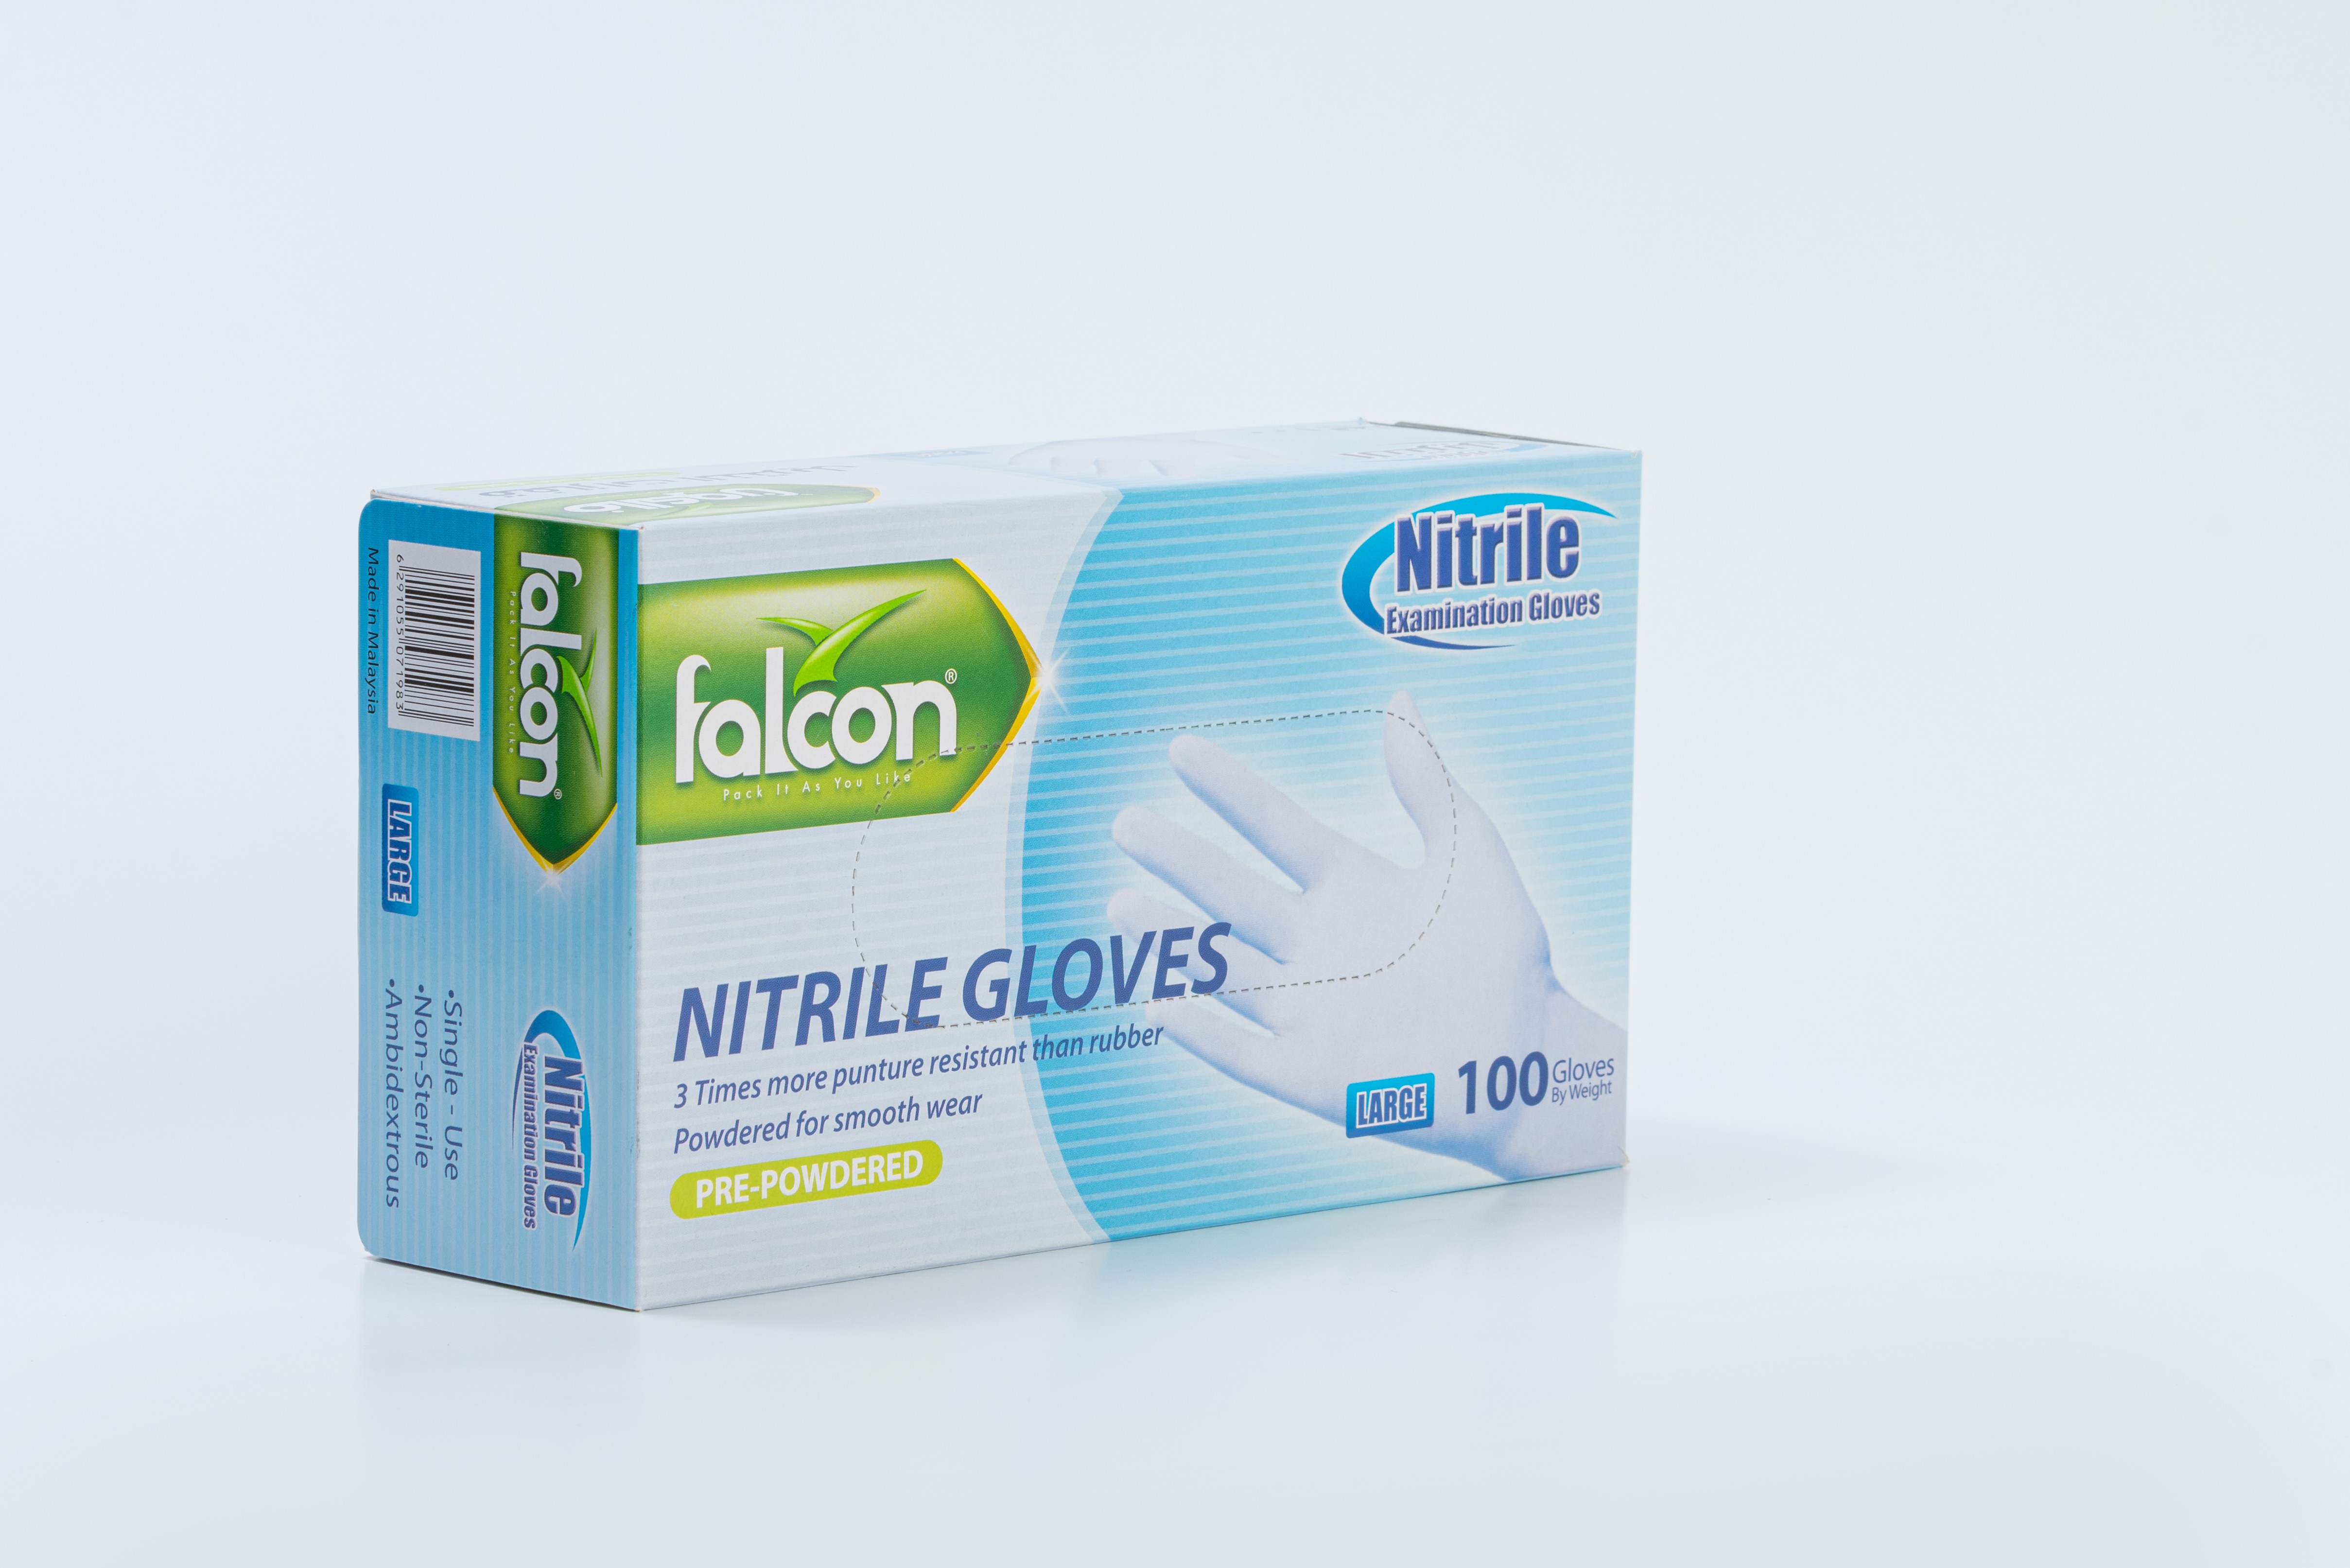 falcon®
Pack It As You Like
Nitrile
Examination Gloves
NITRILE GLOVES
3 Times more punture resistant than rubber
Powdered for smooth wear
PRE-POWDERED
LARGE
100 Gloves
By Weight
falcon®
Pack It As You Like
6291055071983
Made in Malaysia
LARGE
•Single - Use
•Non-Sterile
•Ambidextrous
Nitrile
Examination Gloves